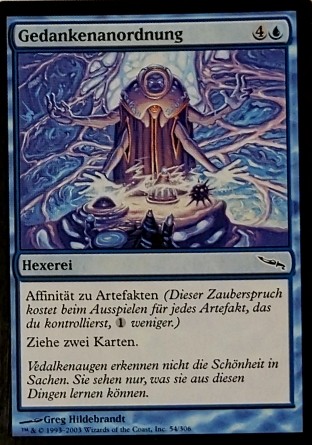 Gedankenanordnung 4
Hexerei
Affinität zu Artefakten (Dieser Zauberspruch
kostet beim Ausspielen für jedes Artefakt, das
du kontrollierst, 1 weniger.)
Ziehe zwei Karten.
Vedalkenaugen erkennen nicht die Schönheit in
Sachen. Sie sehen nur, was sie aus diesen
Dingen lernen können.
Greg Hildebrandt
™ & © 1993-2003 Wizards of the Coast, Inc. 54/306